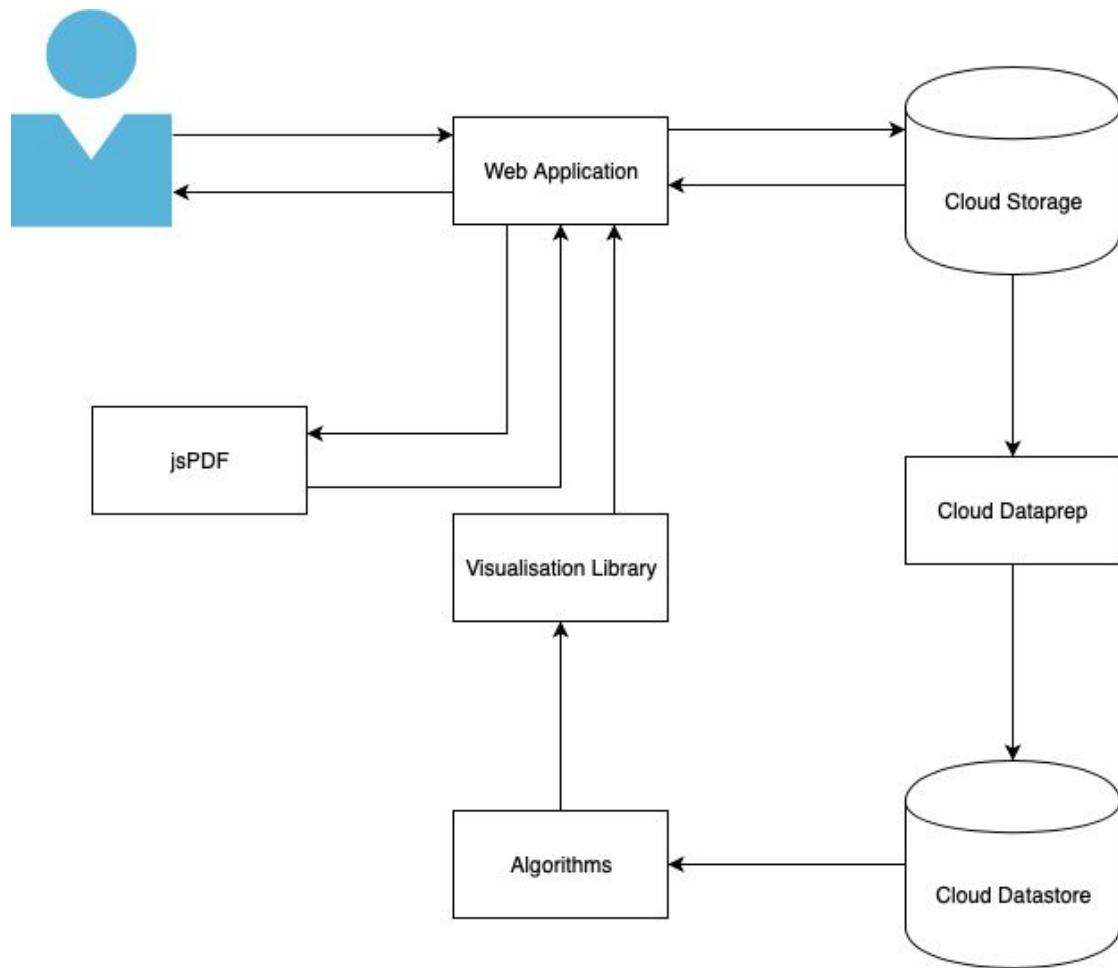 Web Application
Cloud Storage
jsPDF
Cloud Dataprep
Visualisation Library
Algorithms
Cloud Datastore